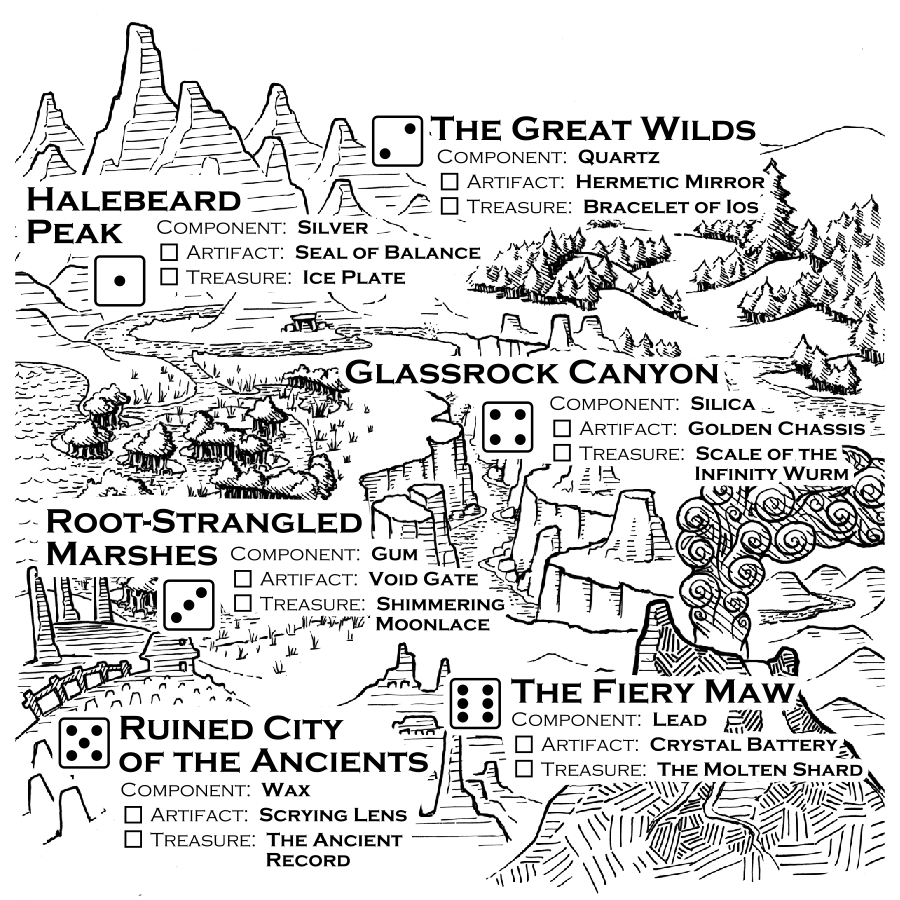 The Great Wilds
Component: Quartz
Artifact: Hermetic Mirror
Treasure: Bracelet of Ios
Halebeard
Peak
Component: Silver
Artifact: Seal of Balance
Treasure: Ice Plate
Glassrock Canyon
Component: Silica
Artifact: Golden Chassis
Treasure: Scale of the
Infinity Wurm
Root-Strangled
Marshes
Component: Gum
Artifact: Void Gate
Treasure: Shimmering
Moonlace
The Fiery Maw
Component: Lead
Artifact: Crystal Battery
Treasure: The Molten Shard
Ruined City
of the Ancients
Component: Wax
Artifact: Scrying Lens
Treasure: The Ancient
Record